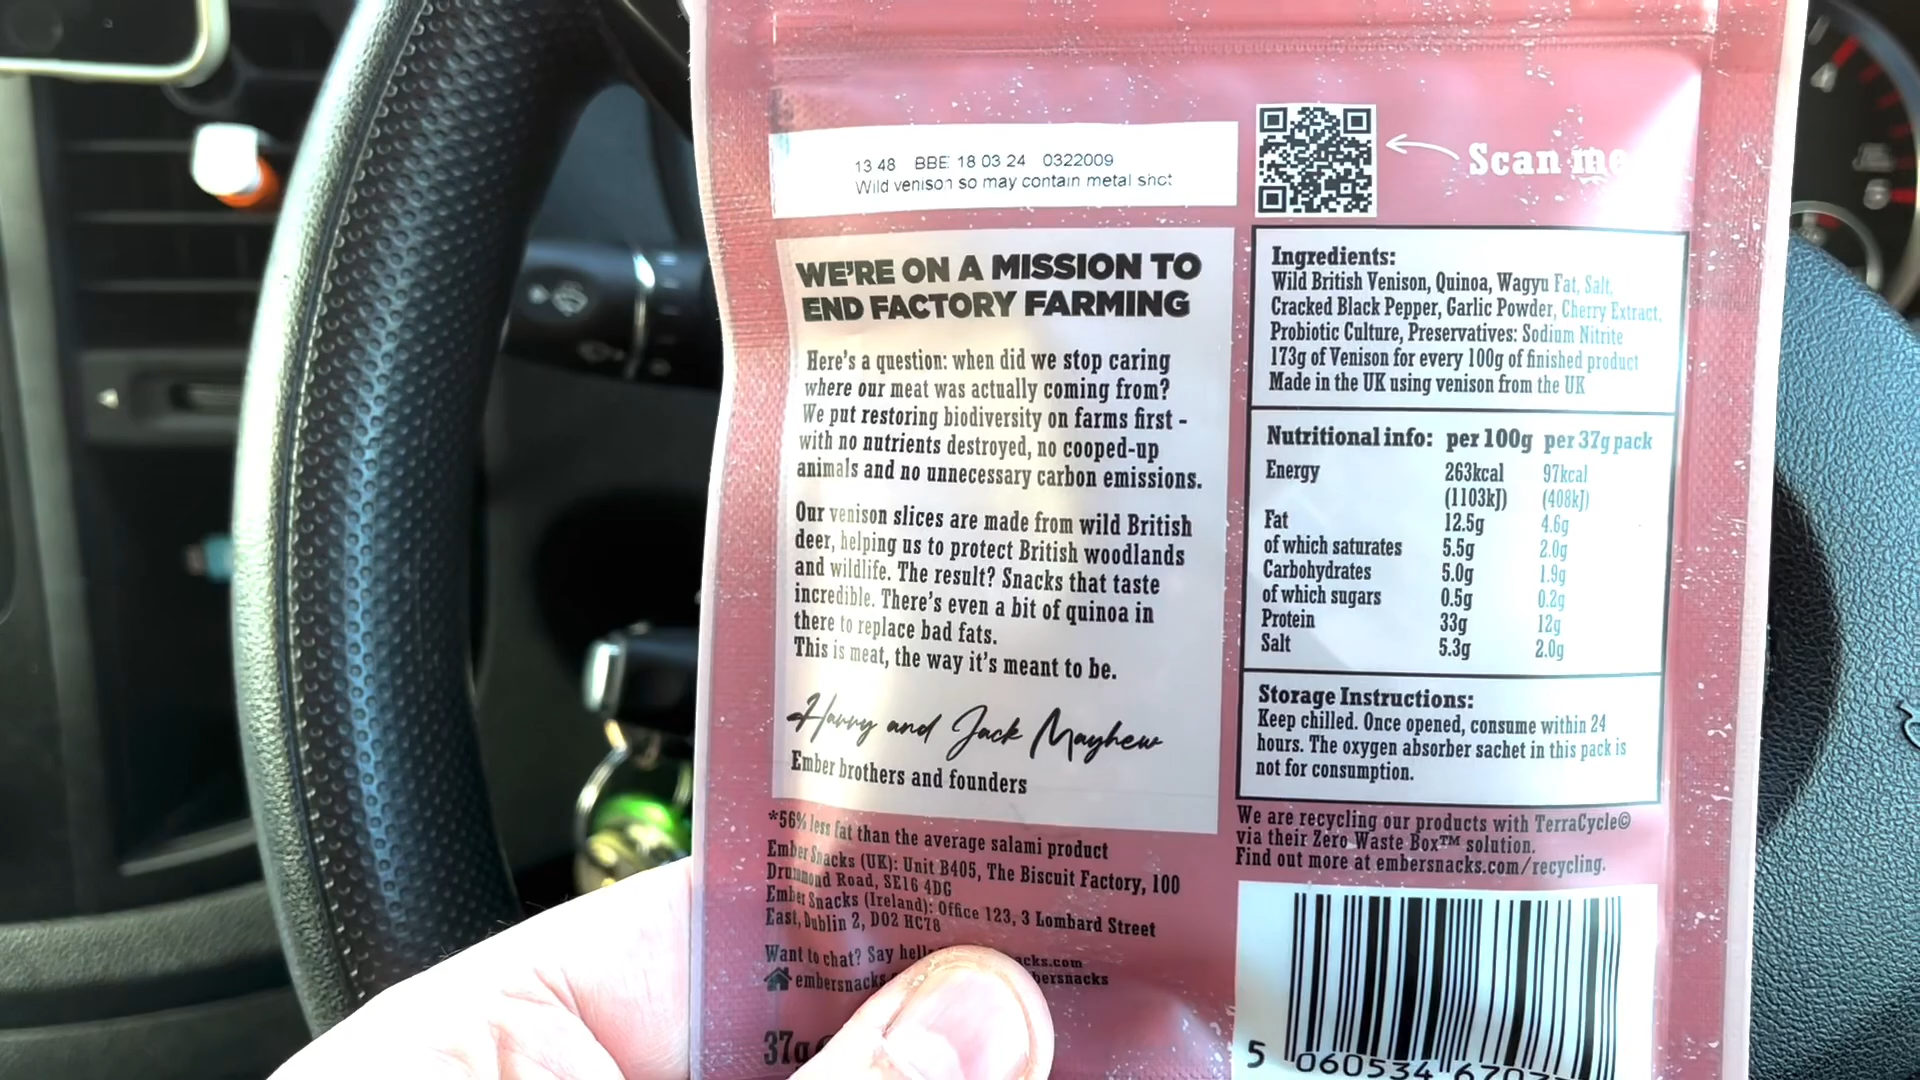 13 48 BBE 18 03 24 0322009
Wild venison so may contain metal shot
Scan me
WE'RE ON A MISSION TO
END FACTORY FARMING
Here's a question: when did we stop caring
where our meat was actually coming from?
We put restoring biodiversity on farms first -
with no nutrients destroyed, no cooped-up
animals and no unnecessary carbon emissions.
Our venison slices are made from wild British
deer, helping us to protect British woodlands
and wildlife. The result? Snacks that taste
incredible. There's even a bit of quinoa in
there to replace bad fats.
This is meat, the way it's meant to be.
Harry and Jack Mayhew
Ember brothers and founders
*56% less fat than the average salami product
Ember Snacks (UK): Unit B405, The Biscuit Factory, 100
Drummond Road, SE16 4DG
Ember Snacks (Ireland): Office 123, 3 Lombard Street
East, Dublin 2, D02 HC78
Want to chat? Say
embersnacks
37g
Ingredients:
Wild British Venison, Quinoa, Wagyu Fat, Salt,
Cracked Black Pepper, Garlic Powder, Cherry Extract,
Probiotic Culture, Preservatives: Sodium Nitrite
173g of Venison for every 100g of finished product
Made in the UK using venison from the UK
Nutritional info: per 100g per 37g pack
Energy 263kcal 97kcal
(1103kJ) (408kJ)
Fat 12.5g 4.6g
of which saturates 5.5g 2.0g
Carbohydrates 5.0g 1.9g
of which sugars 0.5g 0.2g
Protein 33g 12g
Salt 5.3g 2.0g
Storage Instructions:
Keep chilled. Once opened, consume within 24
hours. The oxygen absorber sachet in this pack is
not for consumption.
We are recycling our products with TerraCycle©
via their Zero Waste Box™ solution.
Find out more at embersnacks.com/recycling.
5 060534
4